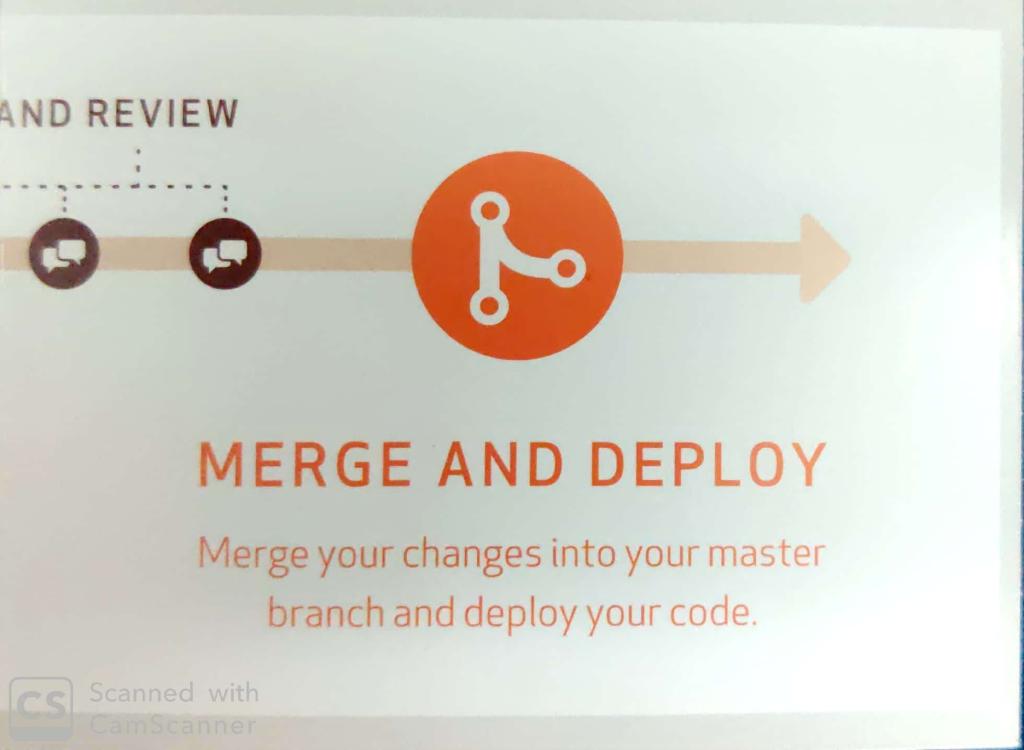 AND REVIEW
MERGE AND DEPLOY
Merge your changes into your master
branch and deploy your code.
CS Scanned with
CamScanner